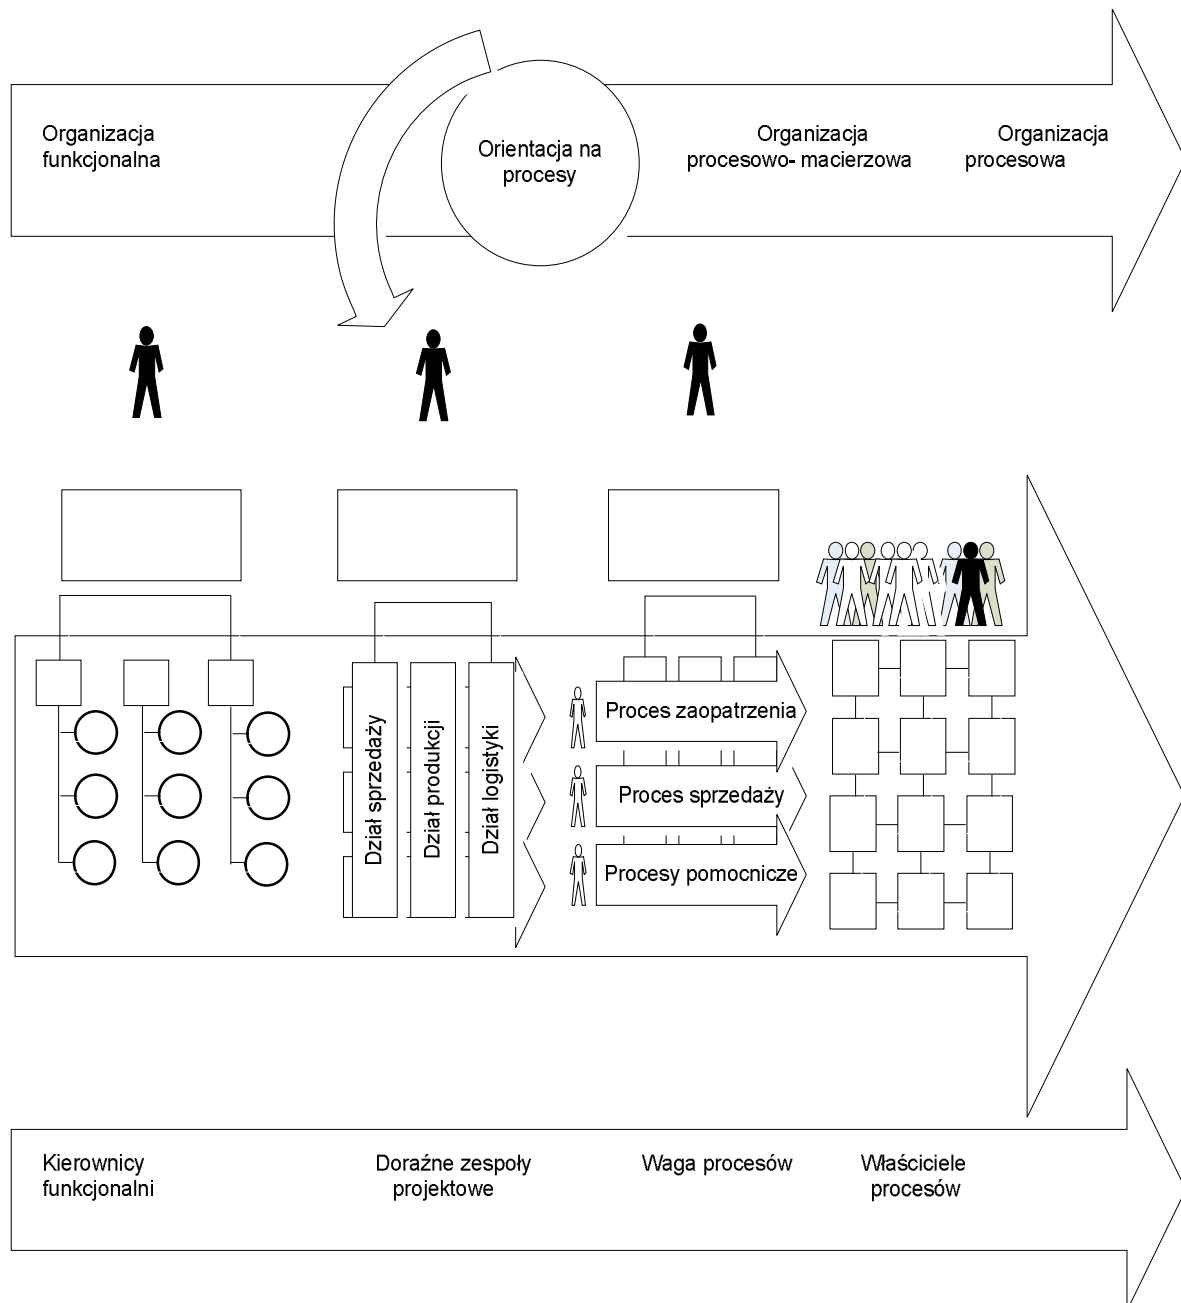 Organizacja
funkcjonalna
Orientacja na
procesy
Organizacja
procesowo- macierzowa
Organizacja
procesowa
Dział sprzedaży
Dział produkcji
Dział logistyki
Proces zaopatrzenia
Proces sprzedaży
Procesy pomocnicze
Kierownicy
funkcjonalni
Doraźne zespoły
projektowe
Waga procesów
Właściciele
procesów